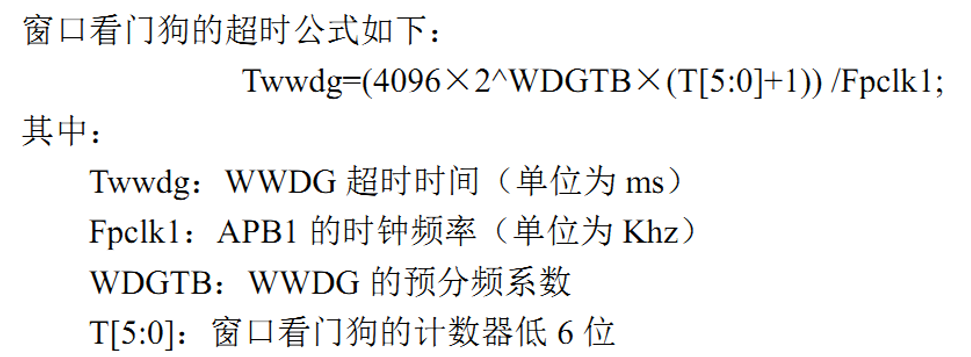 窗口看门狗的超时公式如下：
Twwdg=(4096×2^WDGTB×(T[5:0]+1)) /Fpclk1;
其中：
Twwdg：WWDG 超时时间（单位为 ms）
Fpclk1：APB1 的时钟频率（单位为 Khz）
WDGTB：WWDG 的预分频系数
T[5:0]：窗口看门狗的计数器低 6 位